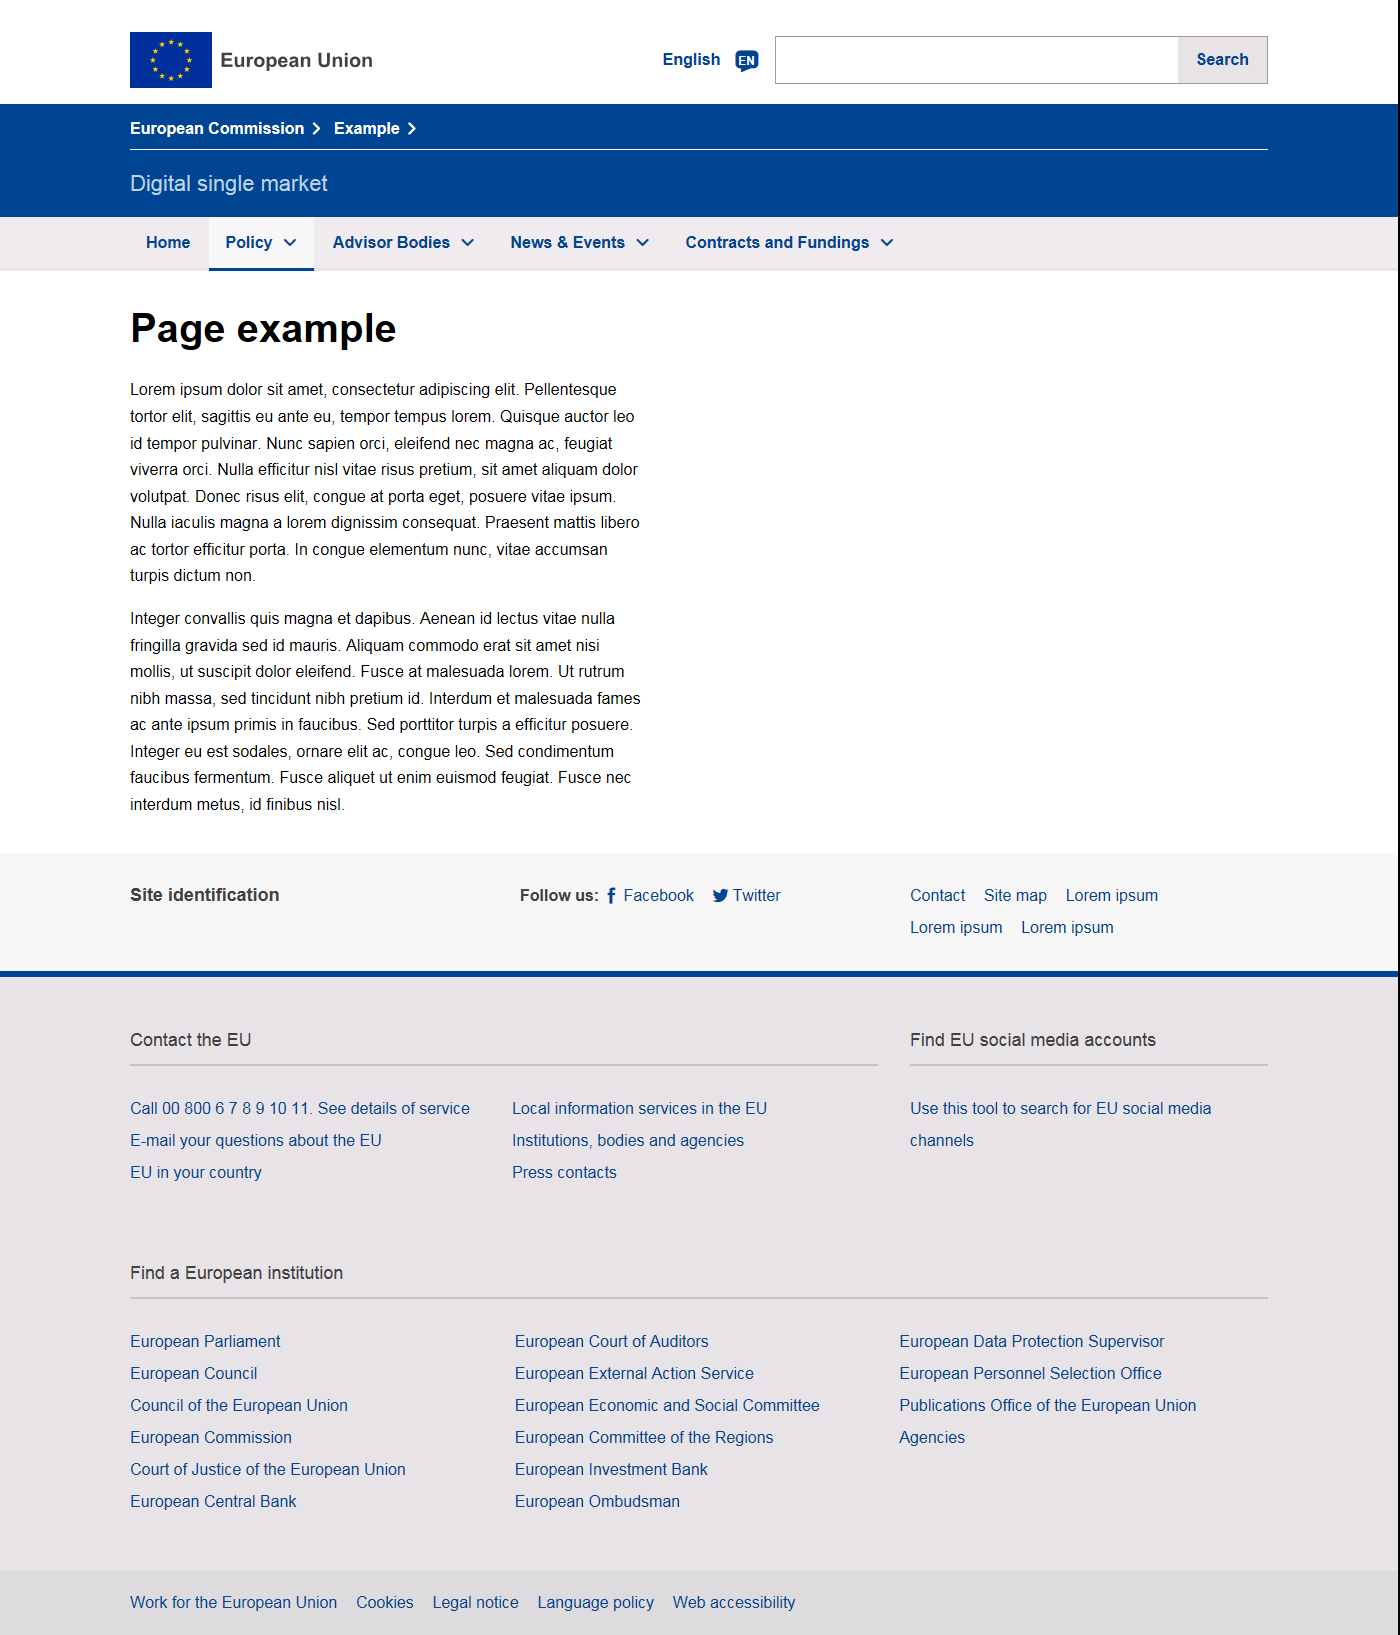 European Union
English EN Search
European Commission Example
Digital single market
Home Policy Advisor Bodies News & Events Contracts and Fundings
Page example
Lorem ipsum dolor sit amet, consectetur adipiscing elit. Pellentesque
tortor elit, sagittis eu ante eu, tempor tempus lorem. Quisque auctor leo
id tempor pulvinar. Nunc sapien orci, eleifend nec magna ac, feugiat
viverra orci. Nulla efficitur nisl vitae risus pretium, sit amet aliquam dolor
volutpat. Donec risus elit, congue at porta eget, posuere vitae ipsum.
Nulla iaculis magna a lorem dignissim consequat. Praesent mattis libero
ac tortor efficitur porta. In congue elementum nunc, vitae accumsan
turpis dictum non.
Integer convallis quis magna et dapibus. Aenean id lectus vitae nulla
fringilla gravida sed id mauris. Aliquam commodo erat sit amet nisi
mollis, ut suscipit dolor eleifend. Fusce at malesuada lorem. Ut rutrum
nibh massa, sed tincidunt nibh pretium id. Interdum et malesuada fames
ac ante ipsum primis in faucibus. Sed porttitor turpis a efficitur posuere.
Integer eu est sodales, ornare elit ac, congue leo. Sed condimentum
faucibus fermentum. Fusce aliquet ut enim euismod feugiat. Fusce nec
interdum metus, id finibus nisl.
Site identification
Follow us: Facebook Twitter
Contact Site map Lorem ipsum
Lorem ipsum Lorem ipsum
Contact the EU
Call 00 800 6 7 8 9 10 11. See details of service
E-mail your questions about the EU
EU in your country
Local information services in the EU
Institutions, bodies and agencies
Press contacts
Find EU social media accounts
Use this tool to search for EU social media
channels
Find a European institution
European Parliament
European Council
Council of the European Union
European Commission
Court of Justice of the European Union
European Central Bank
European Court of Auditors
European External Action Service
European Economic and Social Committee
European Committee of the Regions
European Investment Bank
European Ombudsman
European Data Protection Supervisor
European Personnel Selection Office
Publications Office of the European Union
Agencies
Work for the European Union Cookies Legal notice Language policy Web accessibility